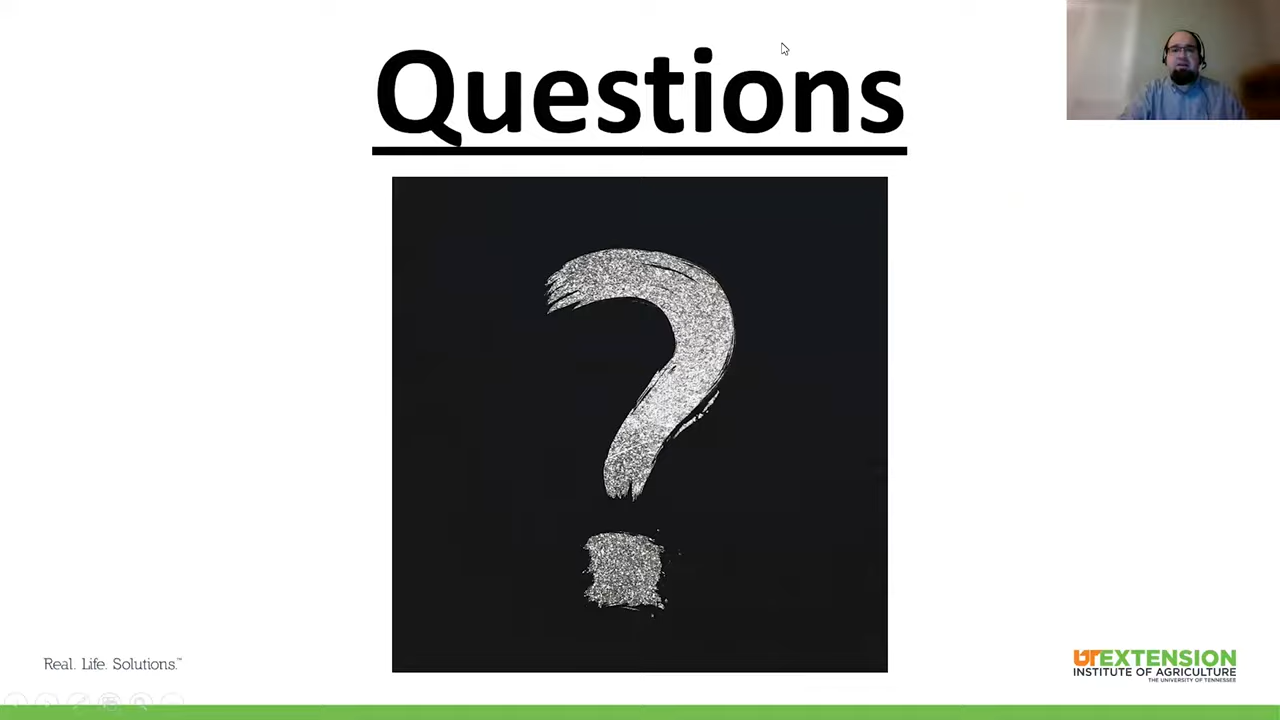 Questions
?
Real. Life. Solutions.™
UTEXTENSION
INSTITUTE OF AGRICULTURE
THE UNIVERSITY OF TENNESSEE